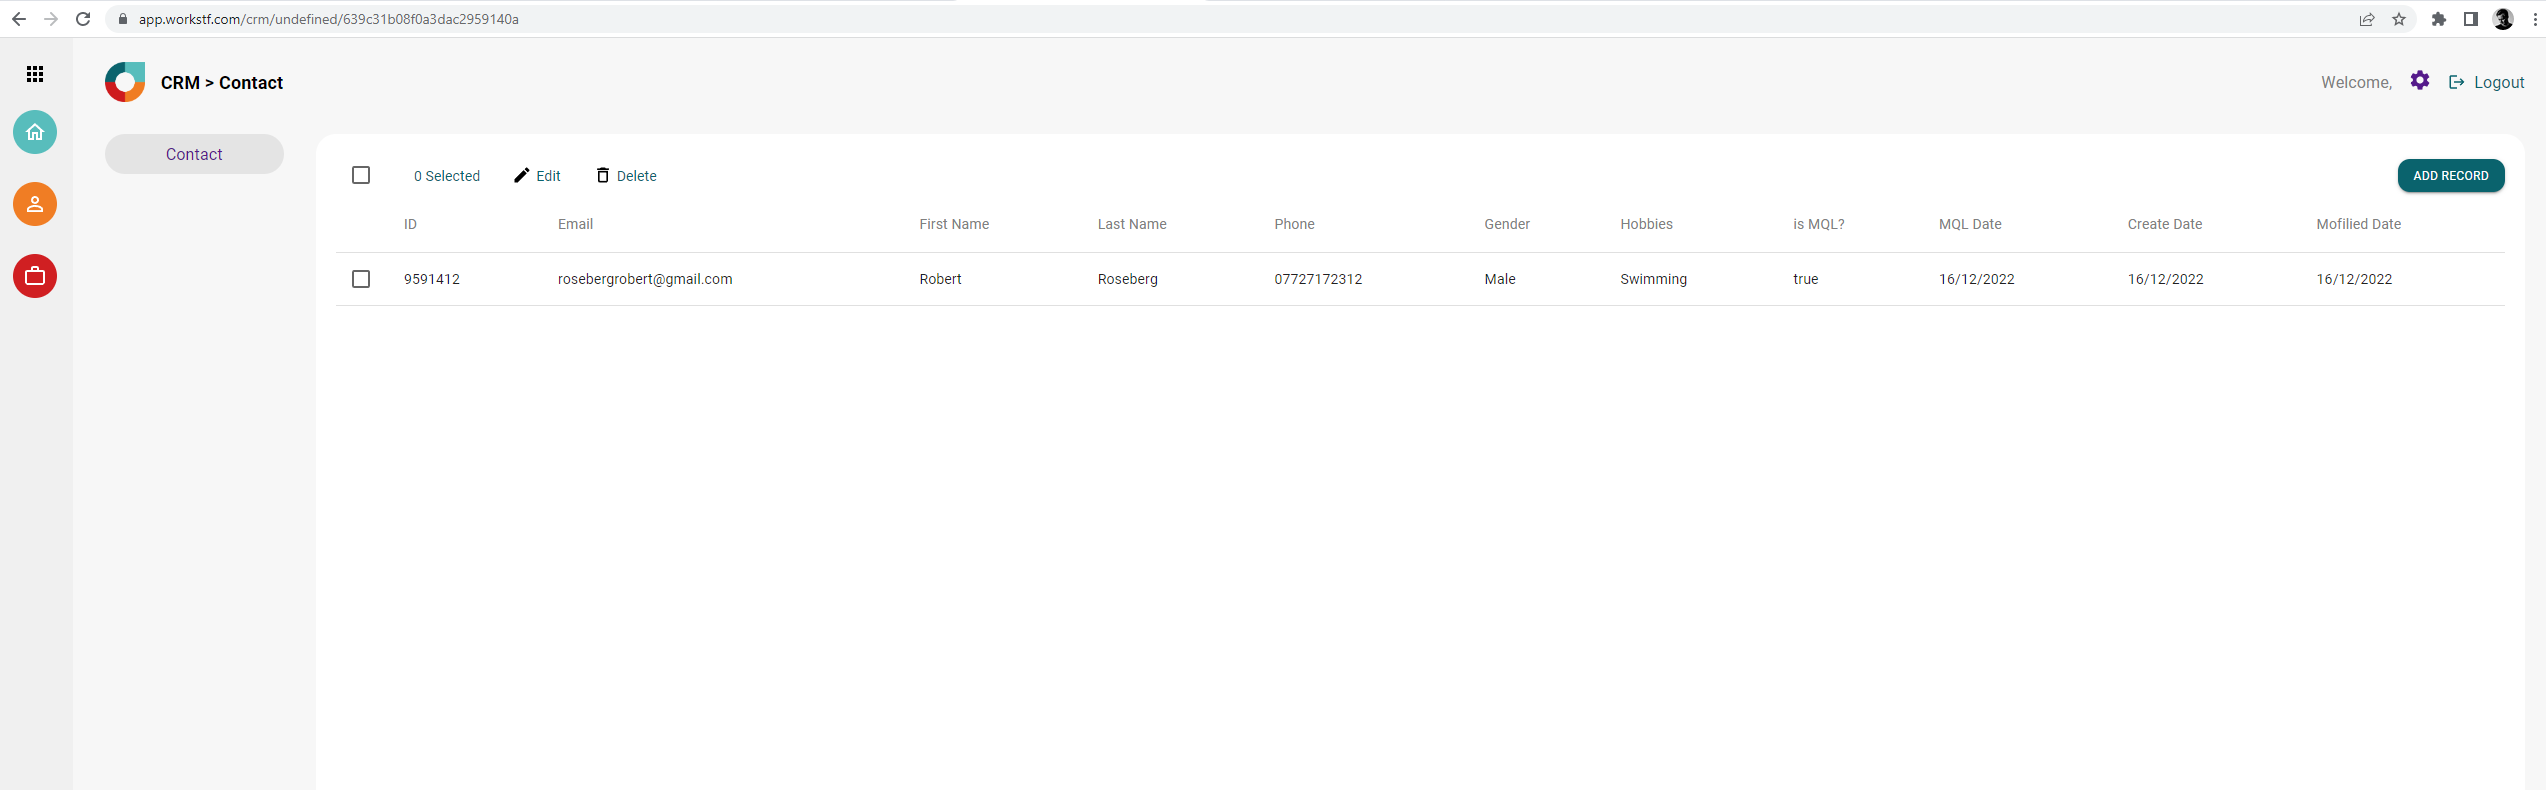 app.workstf.com/crm/undefined/639c31b08f0a3dac2959140a
CRM > Contact
Welcome,
Logout
Contact
0 Selected Edit Delete ADD RECORD
ID Email First Name Last Name Phone Gender Hobbies is MQL? MQL Date Create Date Mofilied Date
9591412 rosebergrobert@gmail.com Robert Roseberg 07727172312 Male Swimming true 16/12/2022 16/12/2022 16/12/2022